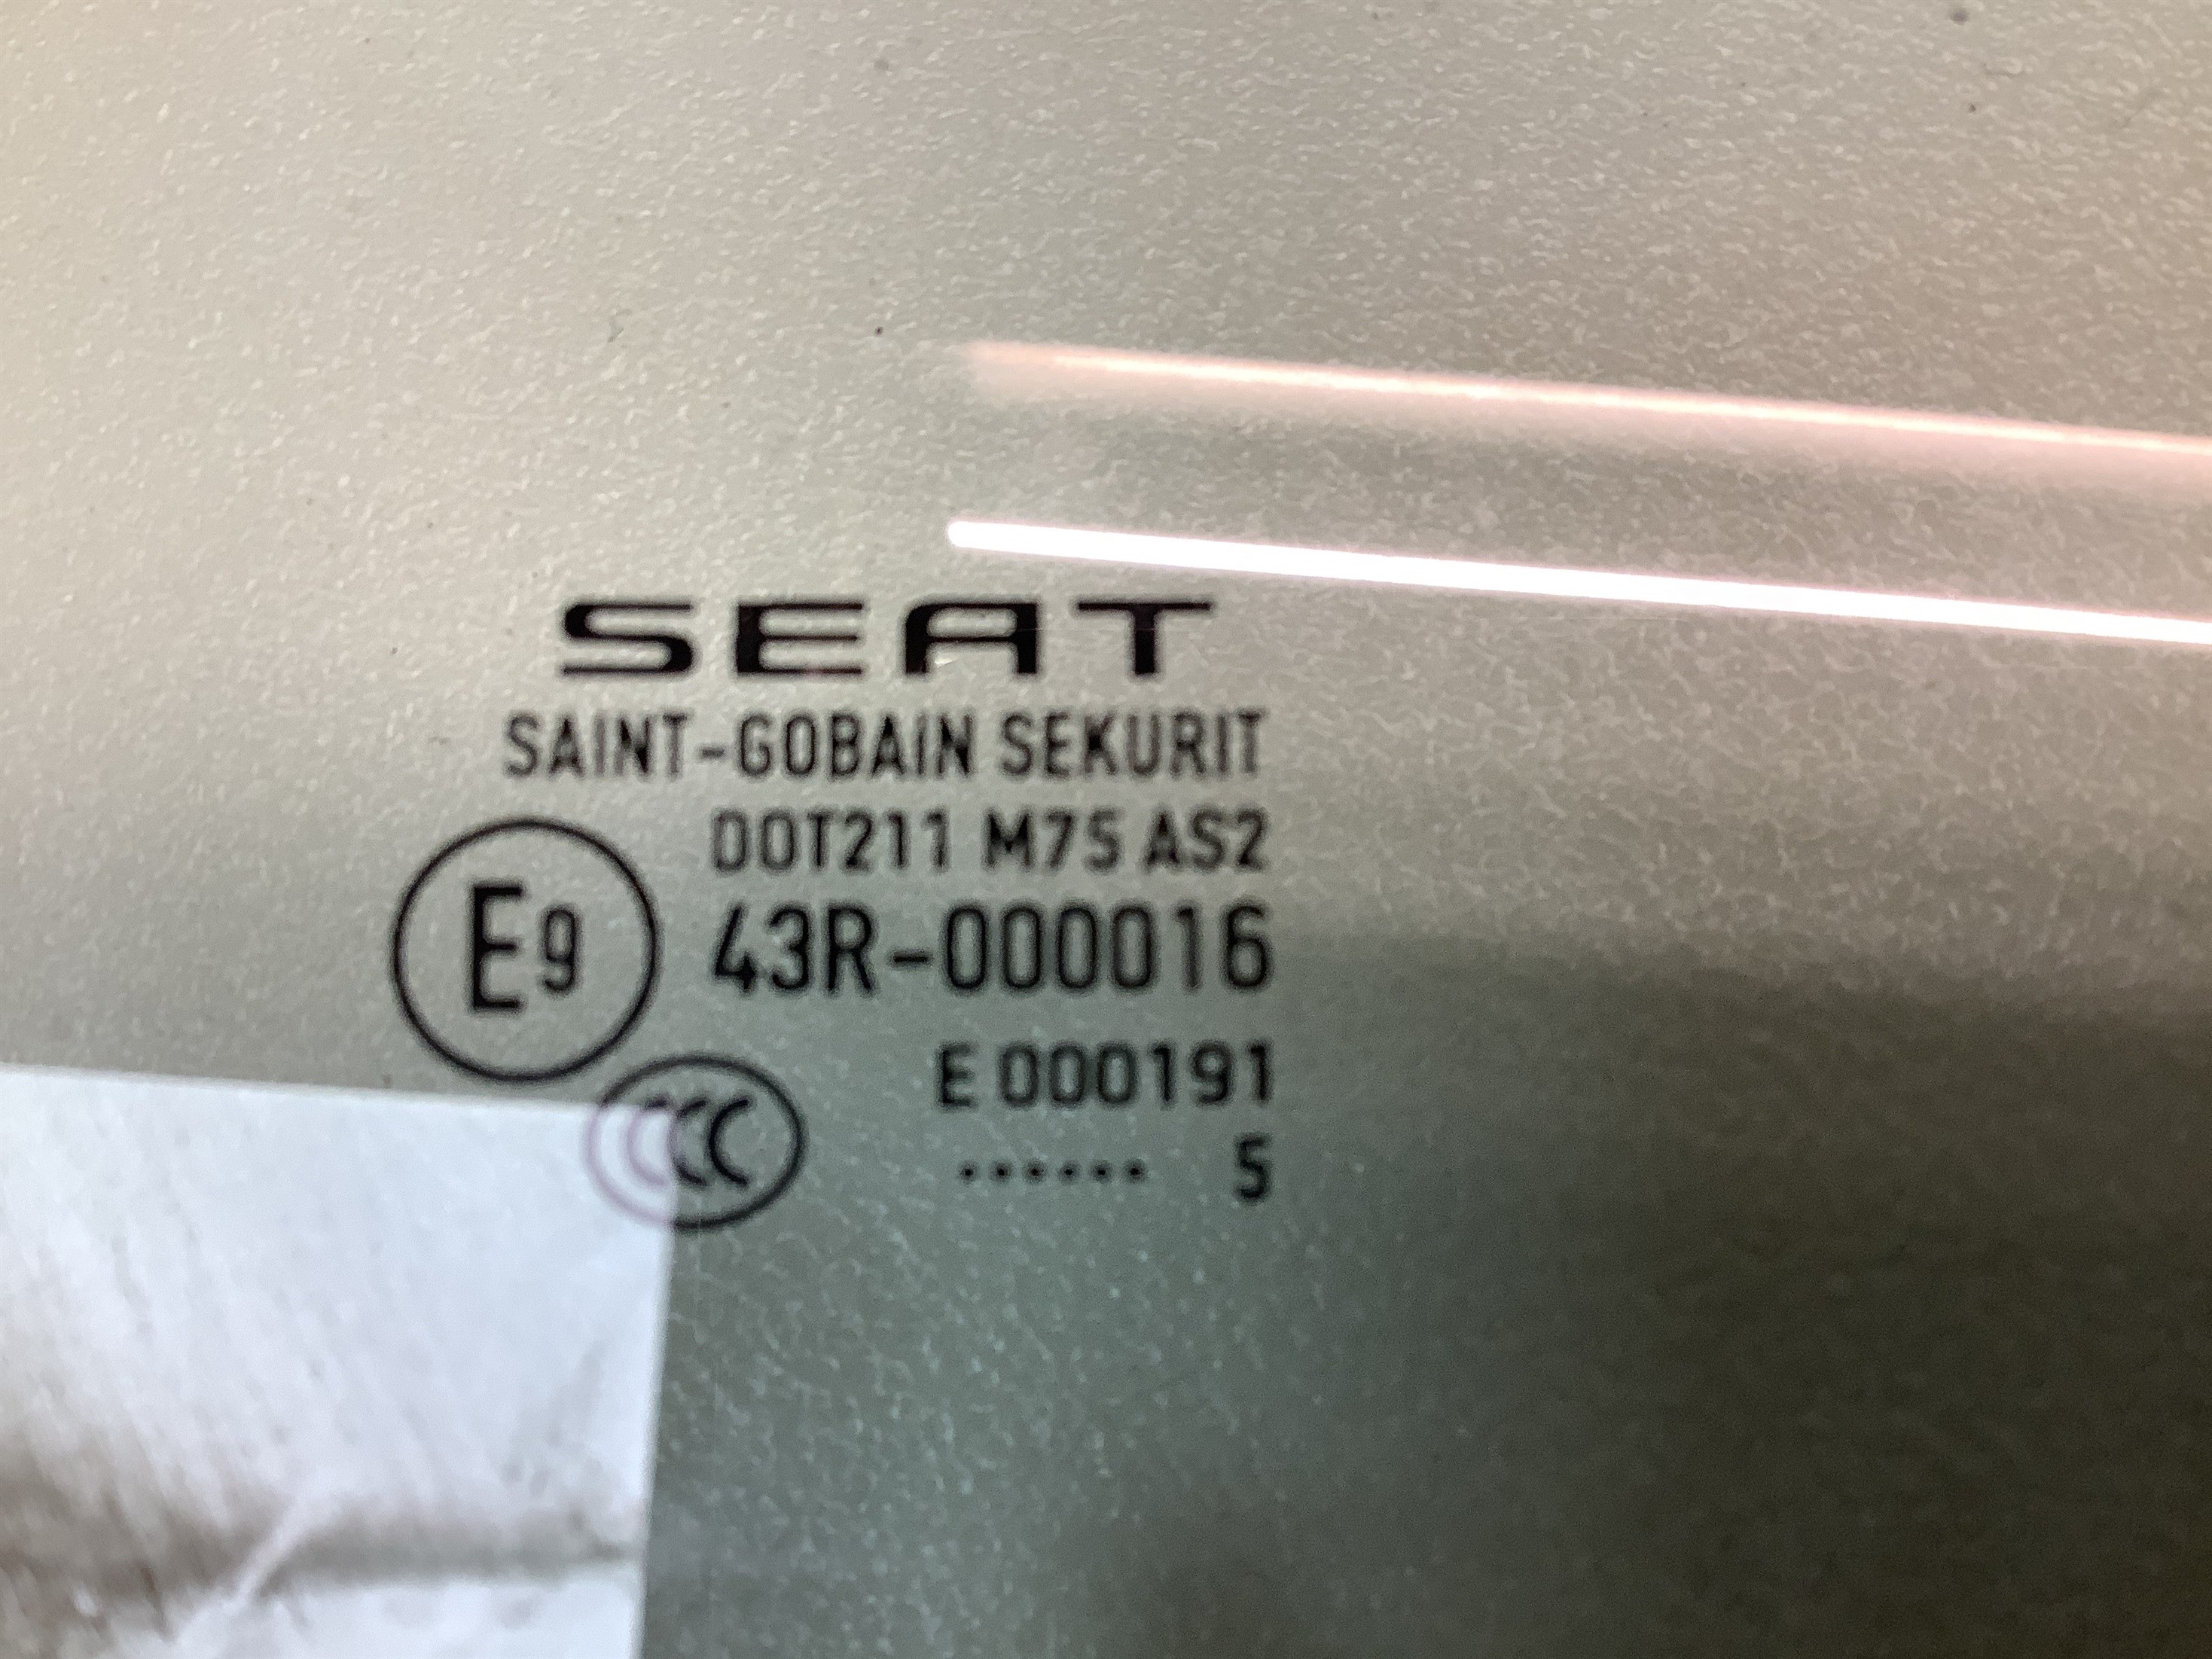 SEAT
SAINT-GOBAIN SEKURIT
DOT211 M75 AS2
E9 43R-000016
E 000191
CCC ...... 5